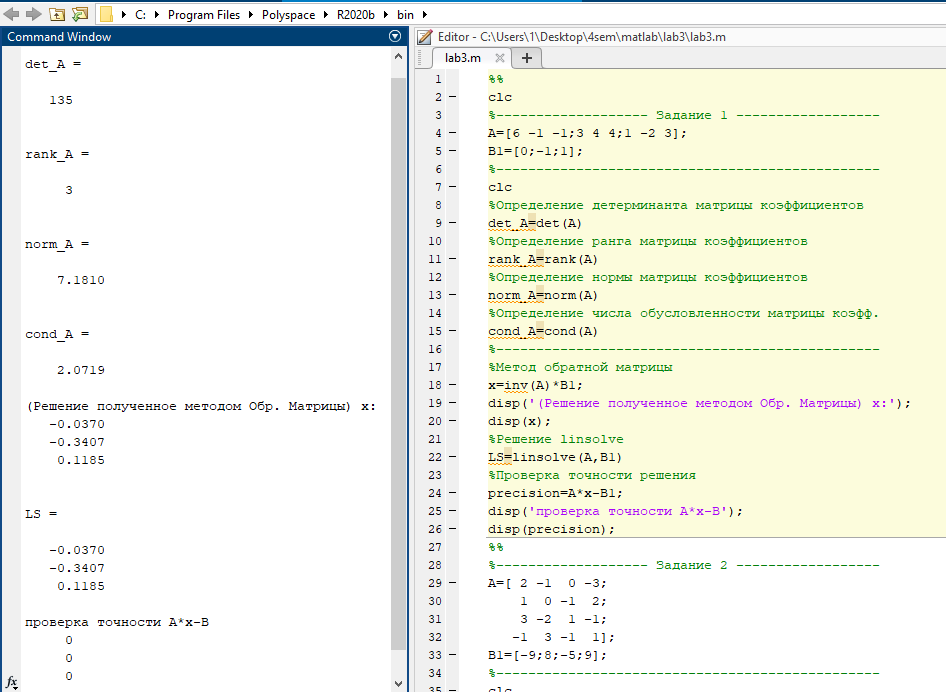 C: ▸ Program Files ▸ Polyspace ▸ R2020b ▸ bin ▸
Command Window
det_A =
135
rank_A =
3
norm_A =
7.1810
cond_A =
2.0719
(Решение полученное методом Обр. Матрицы) x:
-0.0370
-0.3407
0.1185
LS =
-0.0370
-0.3407
0.1185
проверка точности A*x-B
0
0
0
fx
Editor - C:\Users\1\Desktop\4sem\matlab\lab3\lab3.m
lab3.m
1 %%
2 clc
3 %------------------- Задание 1 ------------------
4 A=[6 -1 -1;3 4 4;1 -2 3];
5 B1=[0;-1;1];
6 %------------------------------------------------
7 clc
8 %Определение детерминанта матрицы коэффициентов
9 det_A=det(A)
10 %Определение ранга матрицы коэффициентов
11 rank_A=rank(A)
12 %Определение нормы матрицы коэффициентов
13 norm_A=norm(A)
14 %Определение числа обусловленности матрицы коэфф.
15 cond_A=cond(A)
16 %------------------------------------------------
17 %Метод обратной матрицы
18 x=inv(A)*B1;
19 disp('(Решение полученное методом Обр. Матрицы) x:');
20 disp(x);
21 %Решение linsolve
22 LS=linsolve(A,B1)
23 %Проверка точности решения
24 precision=A*x-B1;
25 disp('проверка точности A*x-B');
26 disp(precision);
27 %%
28 %------------------- Задание 2 ------------------
29 A=[ 2 -1 0 -3;
30 1 0 -1 2;
31 3 -2 1 -1;
32 -1 3 -1 1];
33 B1=[-9;8;-5;9];
34 %------------------------------------------------
35 clc